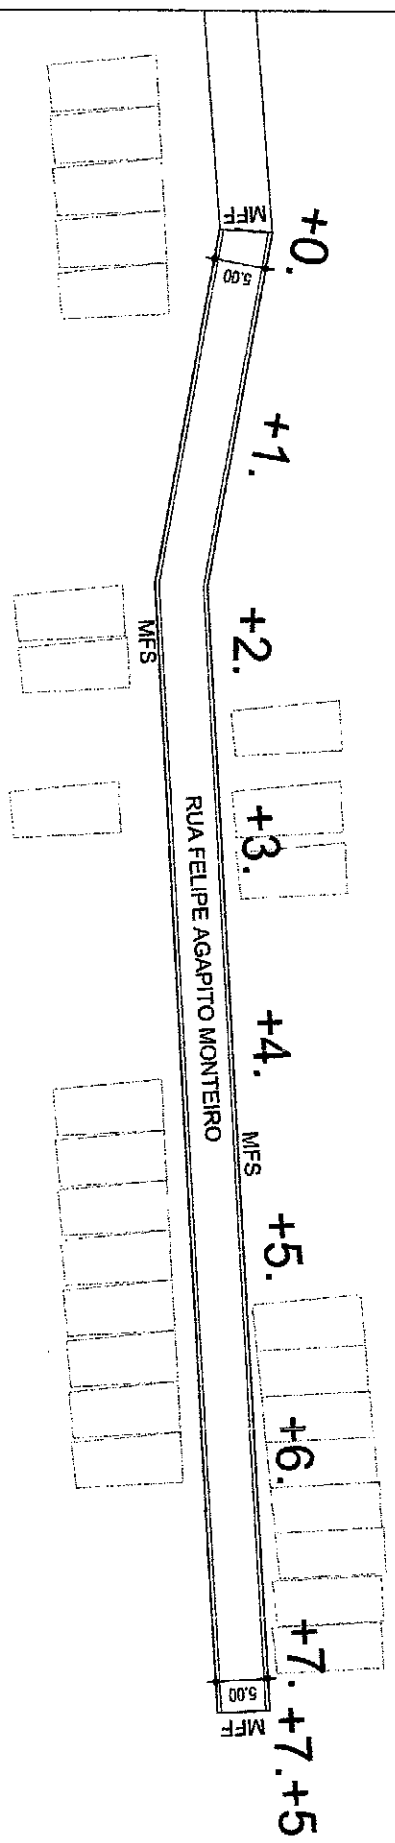 +0.
MFF
5.00
+1.
+2.
MFS
+3.
RUA FELIPE AGAPITO MONTEIRO
+4.
MFS
+5.
+6.
+7.
5.00
MFF
+7.+5